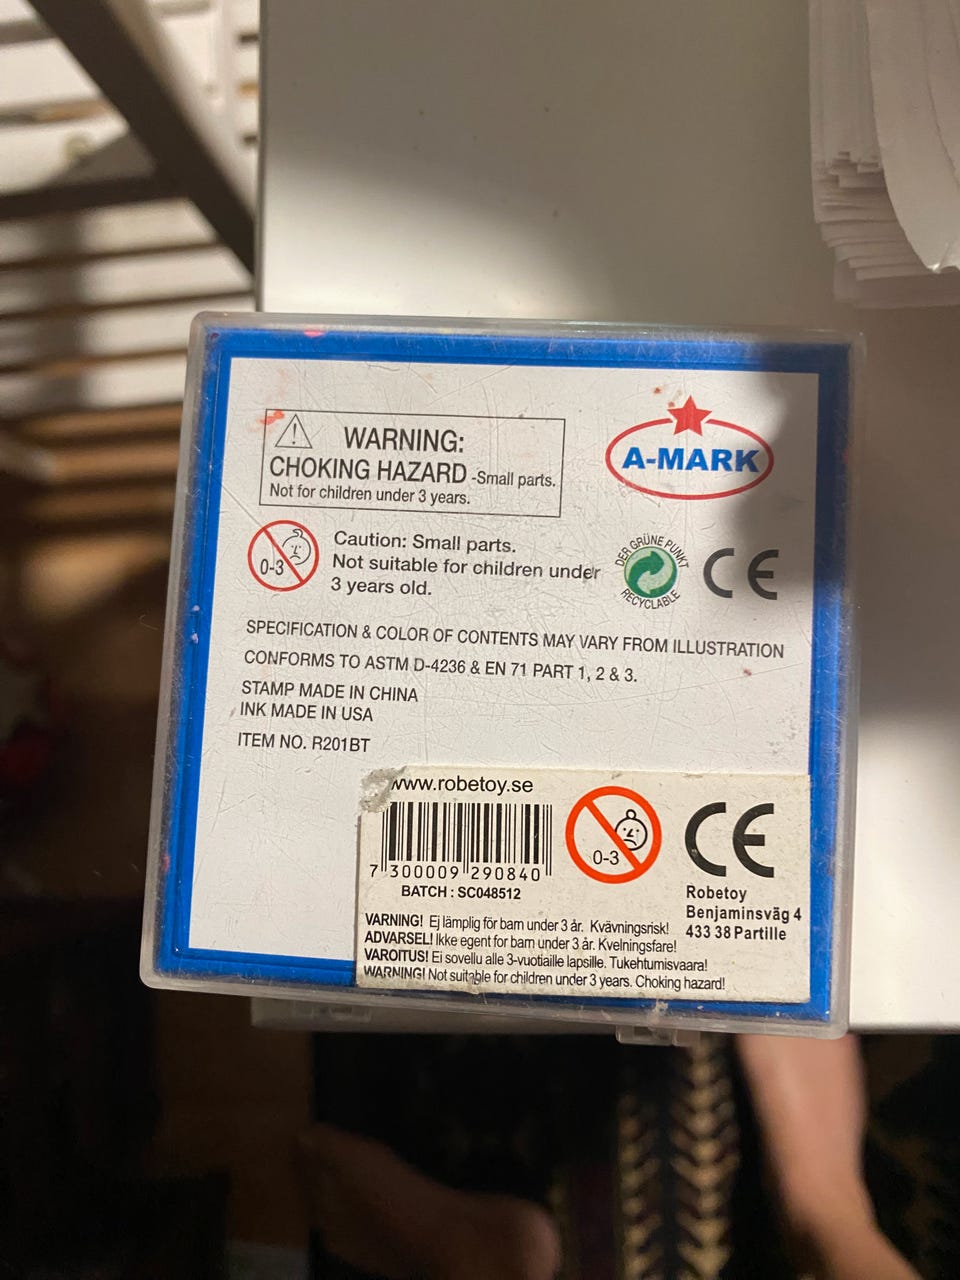 WARNING:
CHOKING HAZARD -Small parts.
Not for children under 3 years.
A-MARK
0-3
Caution: Small parts.
Not suitable for children under
3 years old.
DER GRÜNE PUNKT
RECYCLABLE
CE
SPECIFICATION & COLOR OF CONTENTS MAY VARY FROM ILLUSTRATION
CONFORMS TO ASTM D-4236 & EN 71 PART 1, 2 & 3.
STAMP MADE IN CHINA
INK MADE IN USA
ITEM NO. R201BT
www.robetoy.se
7 300009 290840
BATCH : SC048512
0-3
CE
Robetoy
Benjaminsväg 4
433 38 Partille
VARNING! Ej lämplig för barn under 3 år. Kvävningsrisk!
ADVARSEL! Ikke egent for barn under 3 år. Kvelningsfare!
VAROITUS! Ei sovellu alle 3-vuotiaille lapsille. Tukehtumisvaara!
WARNING! Not suitable for children under 3 years. Choking hazard!